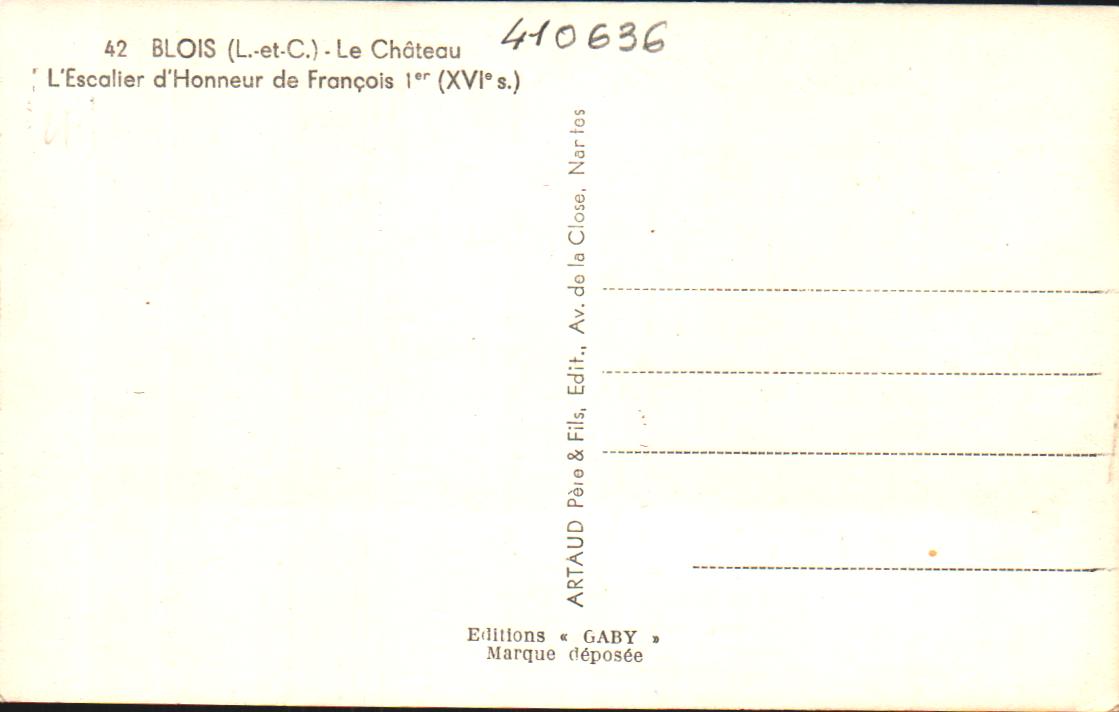 410636
42 BLOIS (L.-et-C.) - Le Château
L'Escalier d'Honneur de François 1er (XVIe s.)
ARTAUD Père & Fils, Edit., Av. de la Close, Nantes
Editions « GABY »
Marque déposée